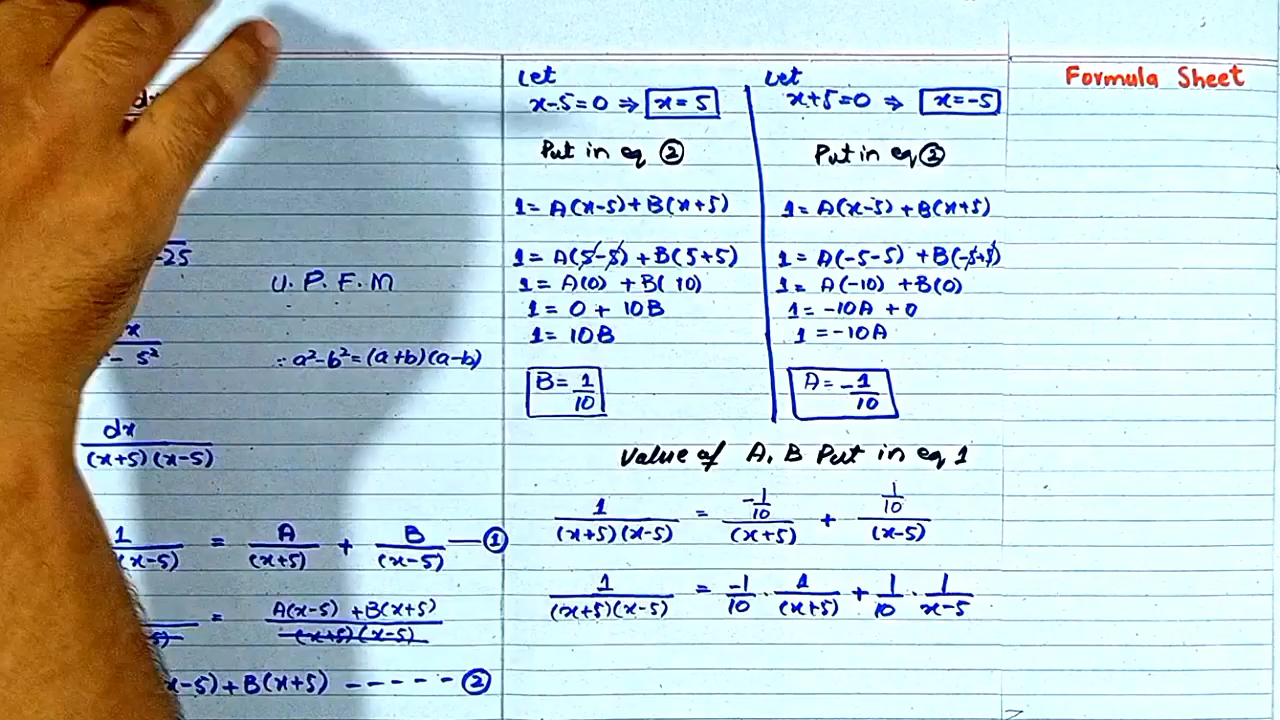 dx
-25
U. P. F. M
x
- 5²
∵ a²-b² = (a+b)(a-b)
dx
(x+5)(x-5)
1 = A + B —①
(x-5) (x+5) (x-5)
= A(x-5) + B(x+5)
5) (x+5)(x-5)
x-5) + B(x+5) ----- ②
Let
x-5=0 ⇒ x=5
Put in eq ②
1 = A(x-5) + B(x+5)
1 = A(5-5) + B(5+5)
1 = A(0) + B(10)
1 = 0 + 10B
1 = 10B
B = 1/10
Let
x+5=0 ⇒ x=-5
Put in eq ②
1 = A(x-5) + B(x+5)
1 = A(-5-5) + B(-5+5)
1 = A(-10) + B(0)
1 = -10A + 0
1 = -10A
A = -1/10
Value of A, B Put in eq 1
1/(x+5)(x-5) = -1/10/(x+5) + 1/10/(x-5)
1/(x+5)(x-5) = -1/10 . 1/(x+5) + 1/10 . 1/x-5
Formula Sheet